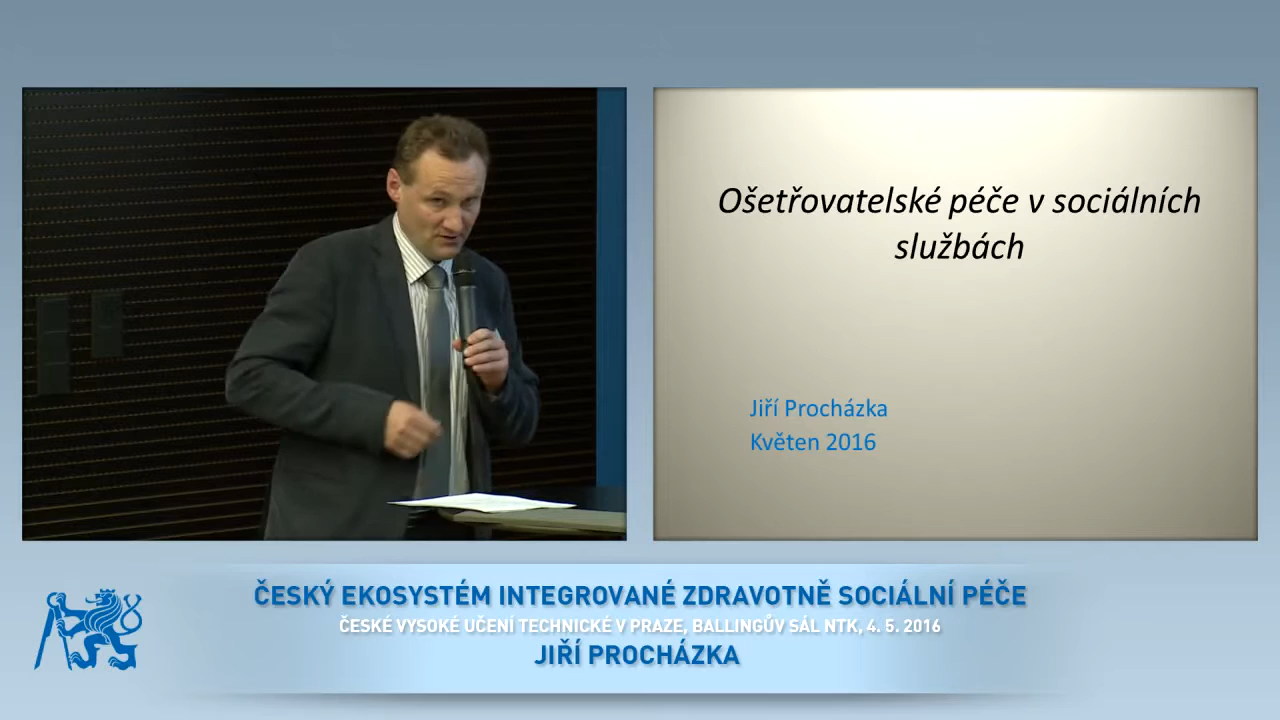 Ošetřovatelské péče v sociálních
službách
Jiří Procházka
Květen 2016
ČESKÝ EKOSYSTÉM INTEGROVANÉ ZDRAVOTNĚ SOCIÁLNÍ PÉČE
ČESKÉ VYSOKÉ UČENÍ TECHNICKÉ V PRAZE, BALLINGŮV SÁL NTK, 4. 5. 2016
JIŘÍ PROCHÁZKA